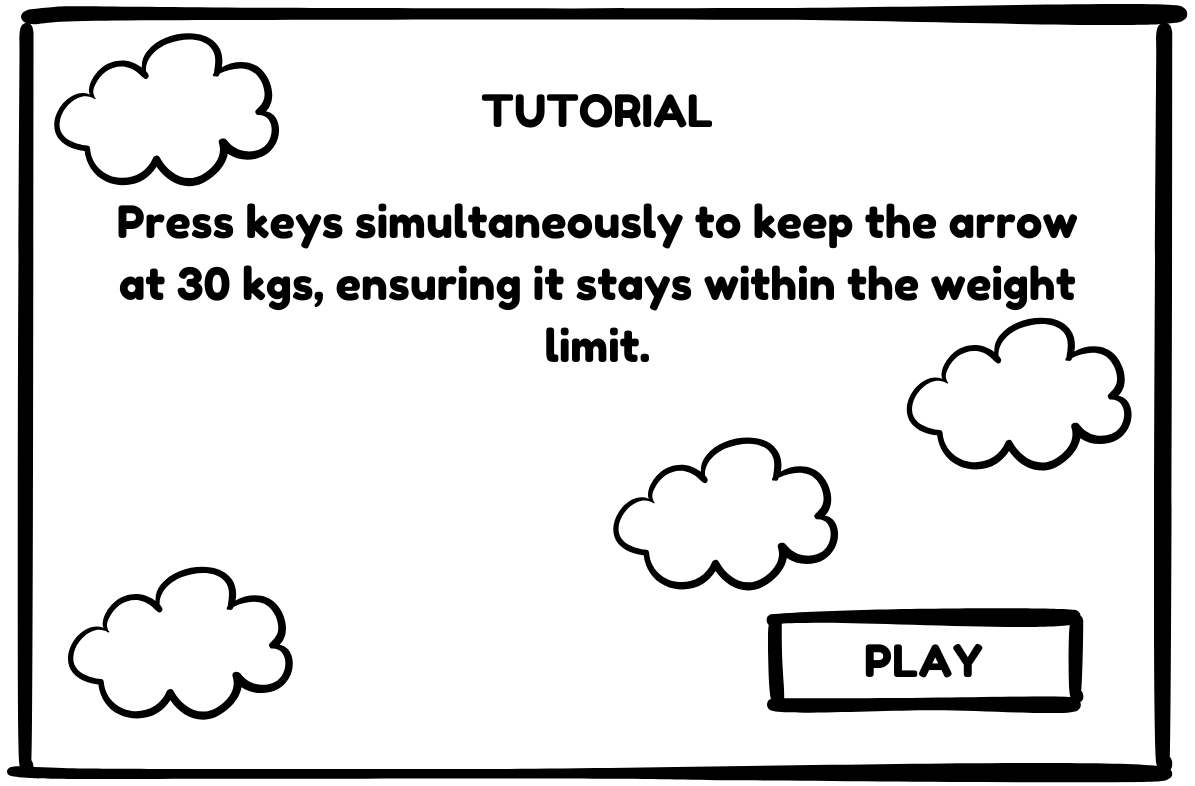 TUTORIAL
Press keys simultaneously to keep the arrow
at 30 kgs, ensuring it stays within the weight
limit.
PLAY